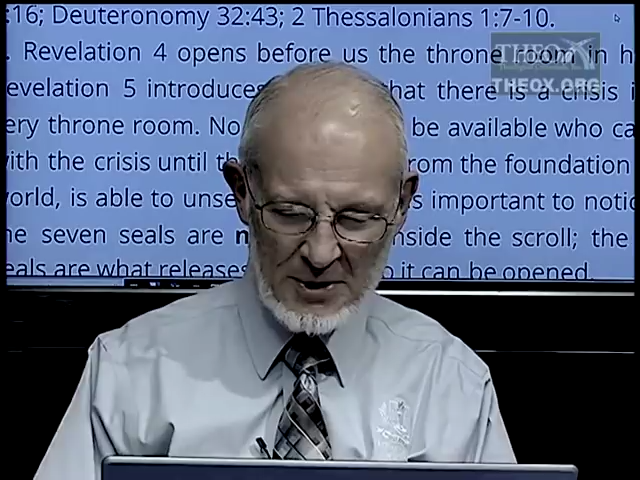 :16; Deuteronomy 32:43; 2 Thessalonians 1:7-10.
. Revelation 4 opens before us the throne room in h
evelation 5 introduces hat there is a crisis i
ery throne room. No be available who ca
with the crisis until t rom the foundation
orld, is able to unse s important to notic
he seven seals are nside the scroll; the
eals are what releases o it can be opened.
THEOX
THEOX.ORG